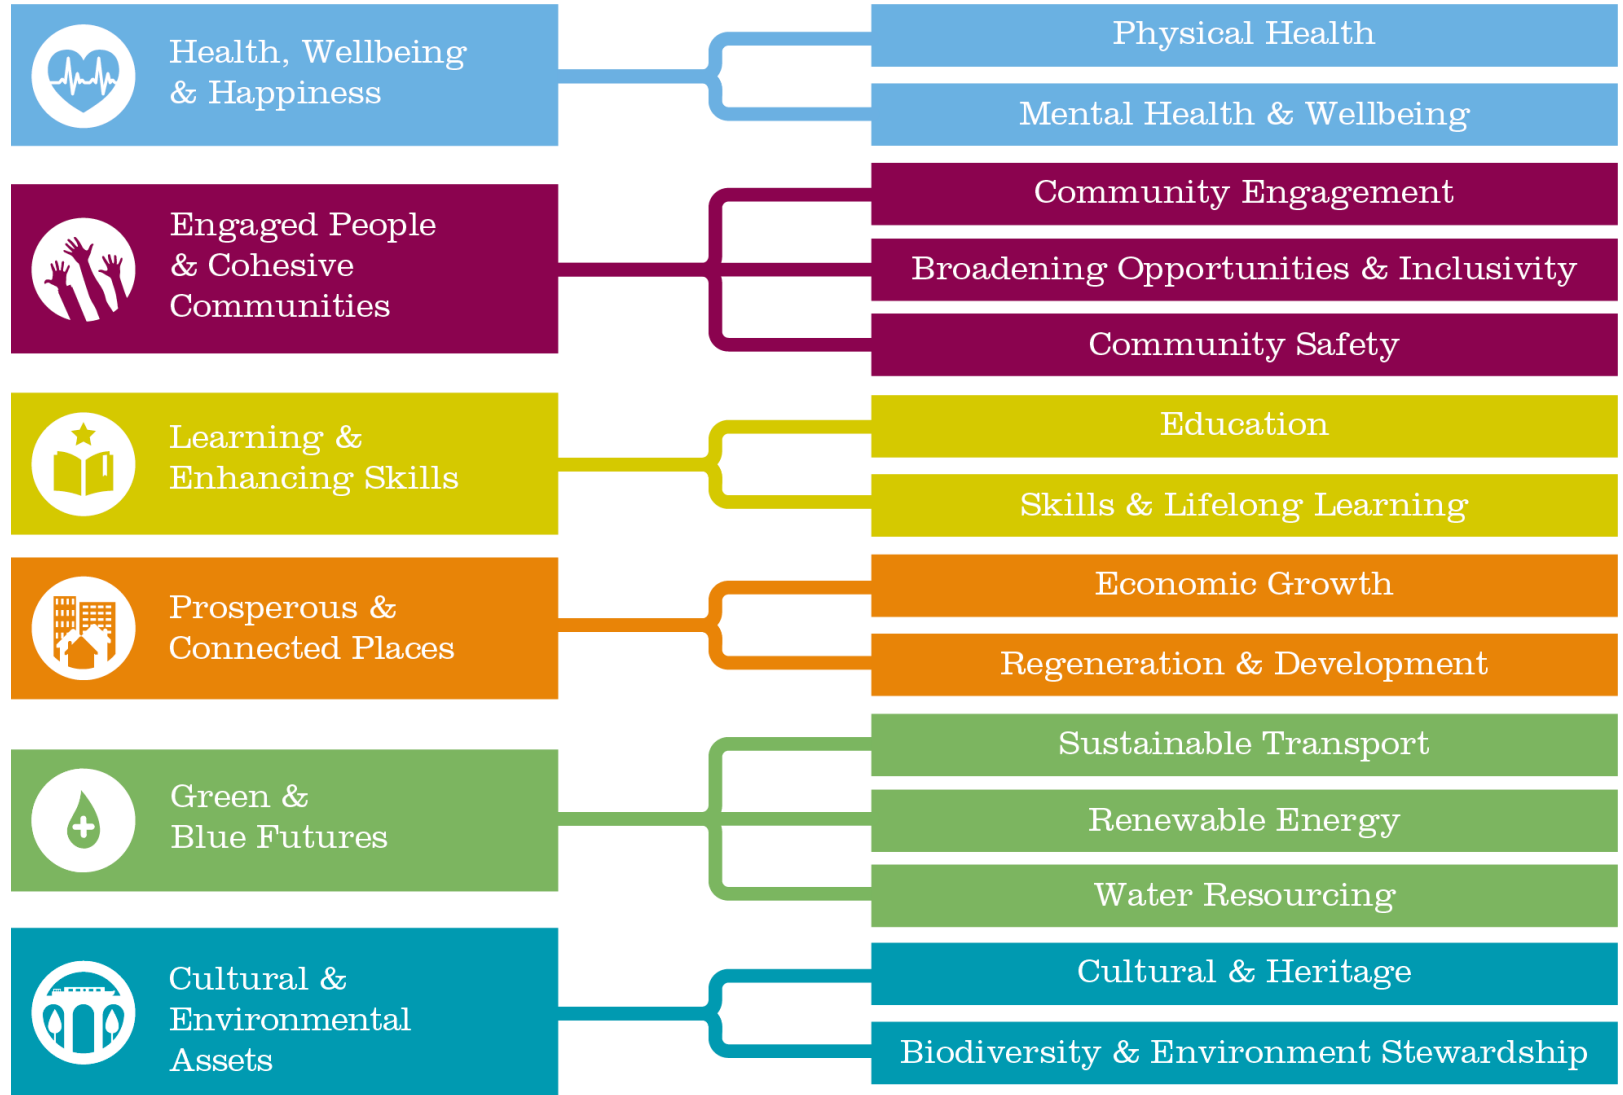 Health, Wellbeing
& Happiness
Physical Health
Mental Health & Wellbeing
Engaged People
& Cohesive
Communities
Community Engagement
Broadening Opportunities & Inclusivity
Community Safety
Learning &
Enhancing Skills
Education
Skills & Lifelong Learning
Prosperous &
Connected Places
Economic Growth
Regeneration & Development
Green &
Blue Futures
Sustainable Transport
Renewable Energy
Water Resourcing
Cultural &
Environmental
Assets
Cultural & Heritage
Biodiversity & Environment Stewardship